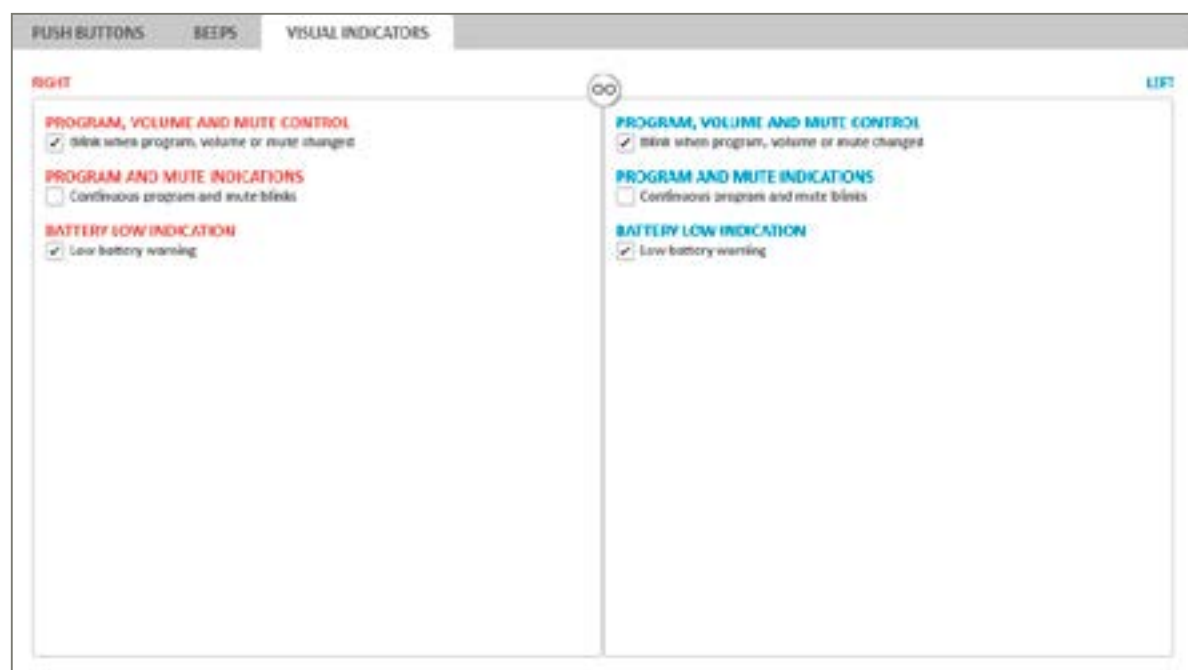 PUSH BUTTONS BEEPS VISUAL INDICATORS
RIGHT LEFT
PROGRAM, VOLUME AND MUTE CONTROL
Blink when program, volume or mute changed
PROGRAM AND MUTE INDICATIONS
Continuous program and mute blinks
BATTERY LOW INDICATION
Low battery warning
PROGRAM, VOLUME AND MUTE CONTROL
Blink when program, volume or mute changed
PROGRAM AND MUTE INDICATIONS
Continuous program and mute blinks
BATTERY LOW INDICATION
Low battery warning